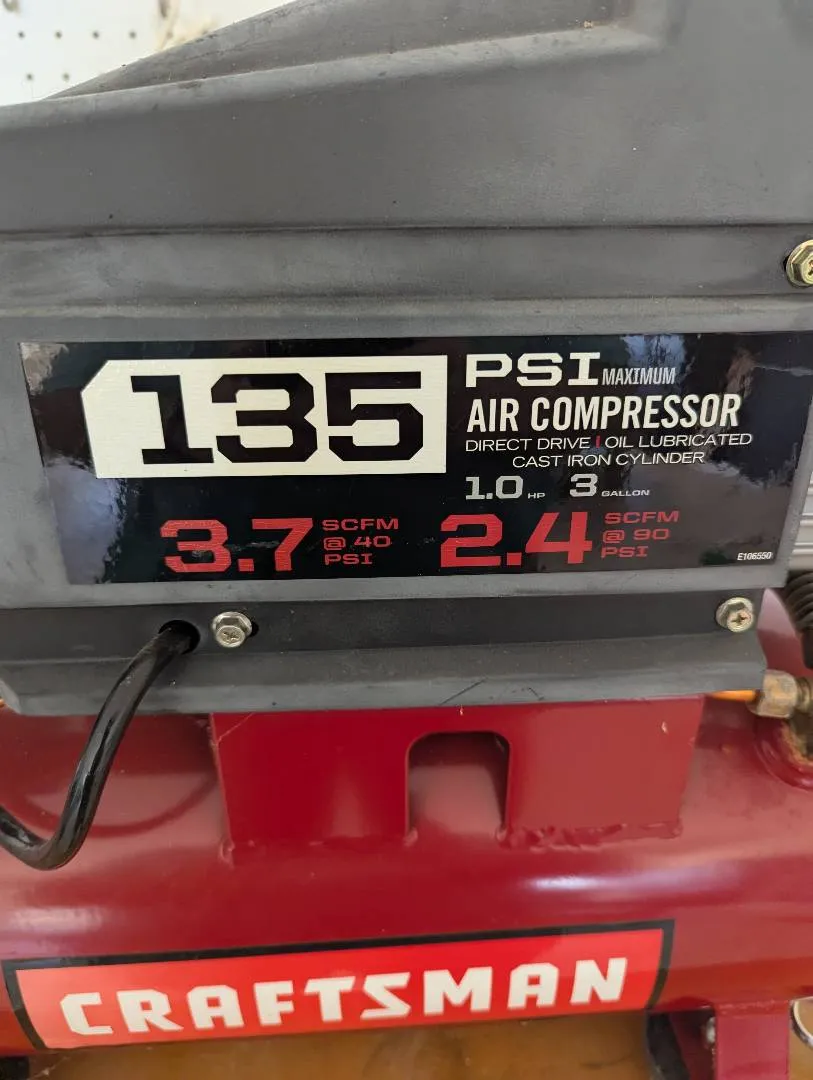 135 PSI MAXIMUM
AIR COMPRESSOR
DIRECT DRIVE | OIL LUBRICATED
CAST IRON CYLINDER
1.0 HP 3 GALLON
3.7 SCFM @ 40 PSI
2.4 SCFM @ 90 PSI
E106550
CRAFTSMAN